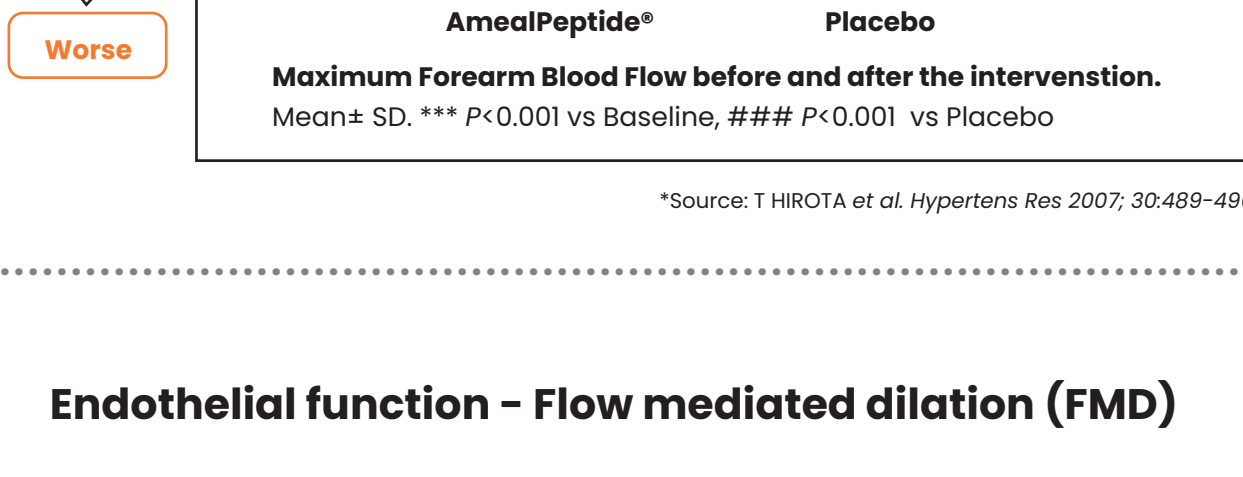 AmealPeptide® Placebo
Worse
Maximum Forearm Blood Flow before and after the intervenstion.
Mean± SD. *** P<0.001 vs Baseline, ### P<0.001 vs Placebo
*Source: T HIROTA et al. Hypertens Res 2007; 30:489-49
Endothelial function - Flow mediated dilation (FMD)